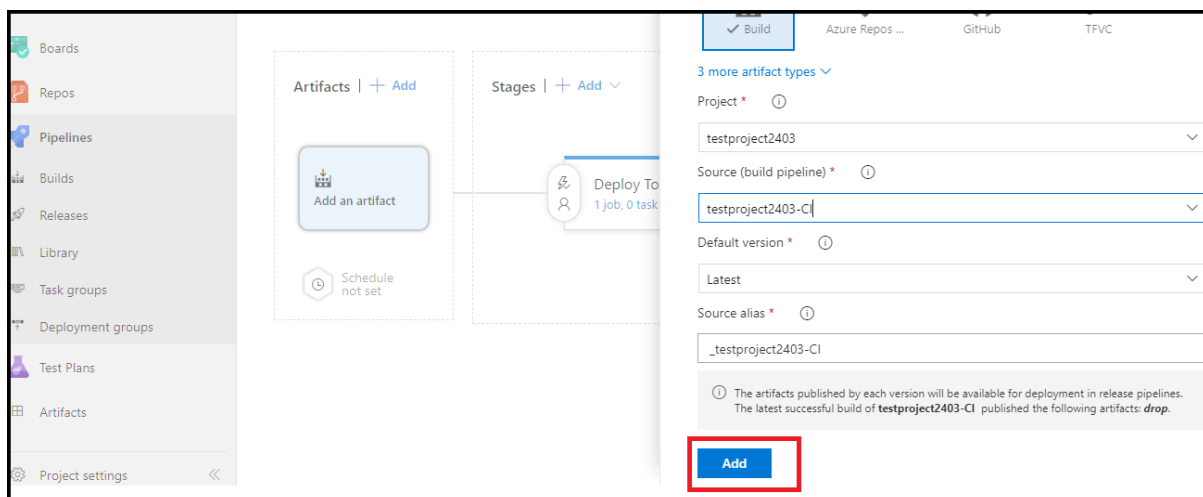 Boards
Repos
Pipelines
Builds
Releases
Library
Task groups
Deployment groups
Test Plans
Artifacts
Project settings
Artifacts | + Add
Add an artifact
Schedule
not set
Stages | + Add
Deploy To
1 job, 0 task
Build
Azure Repos ...
GitHub
TFVC
3 more artifact types
Project *
testproject2403
Source (build pipeline) *
testproject2403-CI
Default version *
Latest
Source alias *
_testproject2403-CI
The artifacts published by each version will be available for deployment in release pipelines.
The latest successful build of testproject2403-CI published the following artifacts: drop.
Add